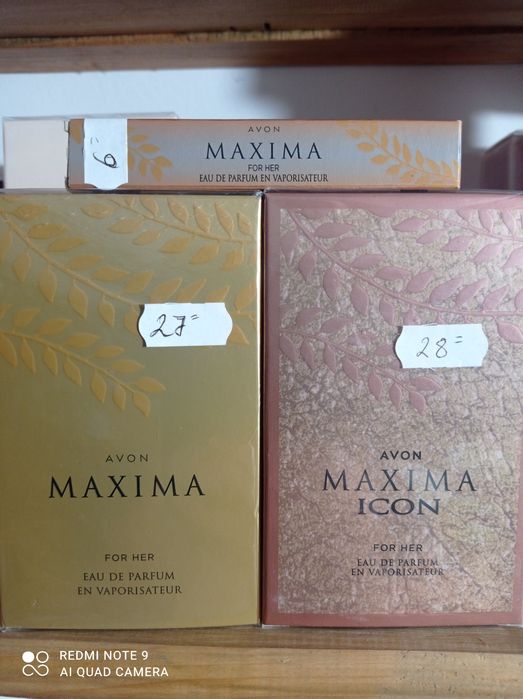 AVON
MAXIMA
FOR HER
EAU DE PARFUM EN VAPORISATEUR
27=
AVON
MAXIMA
FOR HER
EAU DE PARFUM
EN VAPORISATEUR
28=
AVON
MAXIMA
ICON
FOR HER
EAU DE PARFUM
EN VAPORISATEUR
REDMI NOTE 9
AI QUAD CAMERA